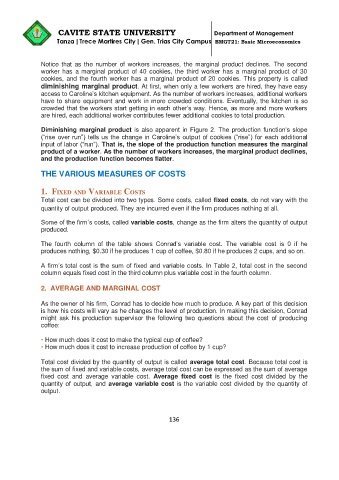 CAVITE STATE UNIVERSITY
Department of Management
Tanza | Trece Martires City | Gen. Trias City Campus
BSHGT21: Basic Microeconomics
Notice that as the number of workers increases, the marginal product declines. The second
worker has a marginal product of 40 cookies, the third worker has a marginal product of 30
cookies, and the fourth worker has a marginal product of 20 cookies. This property is called
diminishing marginal product. At first, when only a few workers are hired, they have easy
access to Caroline's kitchen equipment. As the number of workers increases, additional workers
have to share equipment and work in more crowded conditions. Eventually, the kitchen is so
crowded that the workers start getting in each other's way. Hence, as more and more workers
are hired, each additional worker contributes fewer additional cookies to total production.
Diminishing marginal product is also apparent in Figure 2. The production function's slope
("rise over run") tells us the change in Caroline's output of cookies ("rise") for each additional
input of labor ("run"). That is, the slope of the production function measures the marginal
product of a worker. As the number of workers increases, the marginal product declines,
and the production function becomes flatter.
THE VARIOUS MEASURES OF COSTS
1. FIXED AND VARIABLE COSTS
Total cost can be divided into two types. Some costs, called fixed costs, do not vary with the
quantity of output produced. They are incurred even if the firm produces nothing at all.
Some of the firm's costs, called variable costs, change as the firm alters the quantity of output
produced.
The fourth column of the table shows Conrad's variable cost. The variable cost is 0 if he
produces nothing, $0.30 if he produces 1 cup of coffee, $0.80 if he produces 2 cups, and so on.
A firm's total cost is the sum of fixed and variable costs. In Table 2, total cost in the second
column equals fixed cost in the third column plus variable cost in the fourth column.
2. AVERAGE AND MARGINAL COST
As the owner of his firm, Conrad has to decide how much to produce. A key part of this decision
is how his costs will vary as he changes the level of production. In making this decision, Conrad
might ask his production supervisor the following two questions about the cost of producing
coffee:
• How much does it cost to make the typical cup of coffee?
• How much does it cost to increase production of coffee by 1 cup?
Total cost divided by the quantity of output is called average total cost. Because total cost is
the sum of fixed and variable costs, average total cost can be expressed as the sum of average
fixed cost and average variable cost. Average fixed cost is the fixed cost divided by the
quantity of output, and average variable cost is the variable cost divided by the quantity of
output.
136